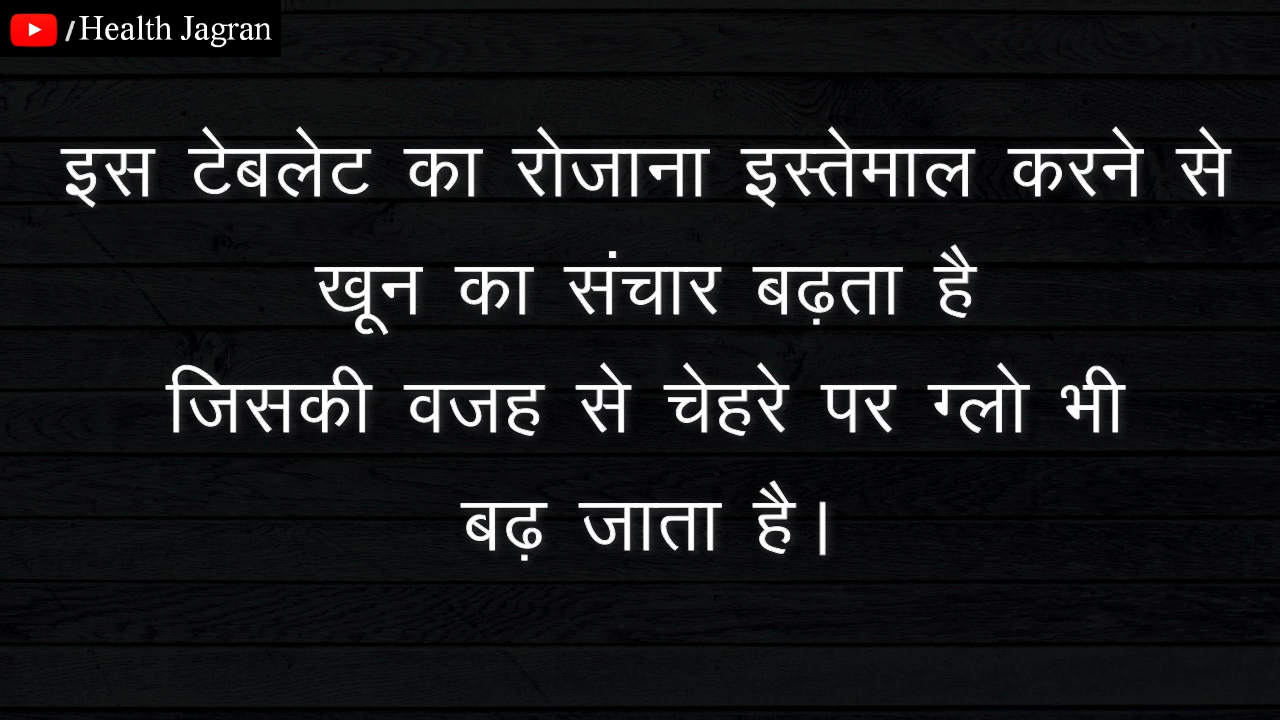 /Health Jagran
इस टेबलेट का रोजाना इस्तेमाल करने से
खून का संचार बढ़ता है
जिसकी वजह से चेहरे पर ग्लो भी
बढ़ जाता है।